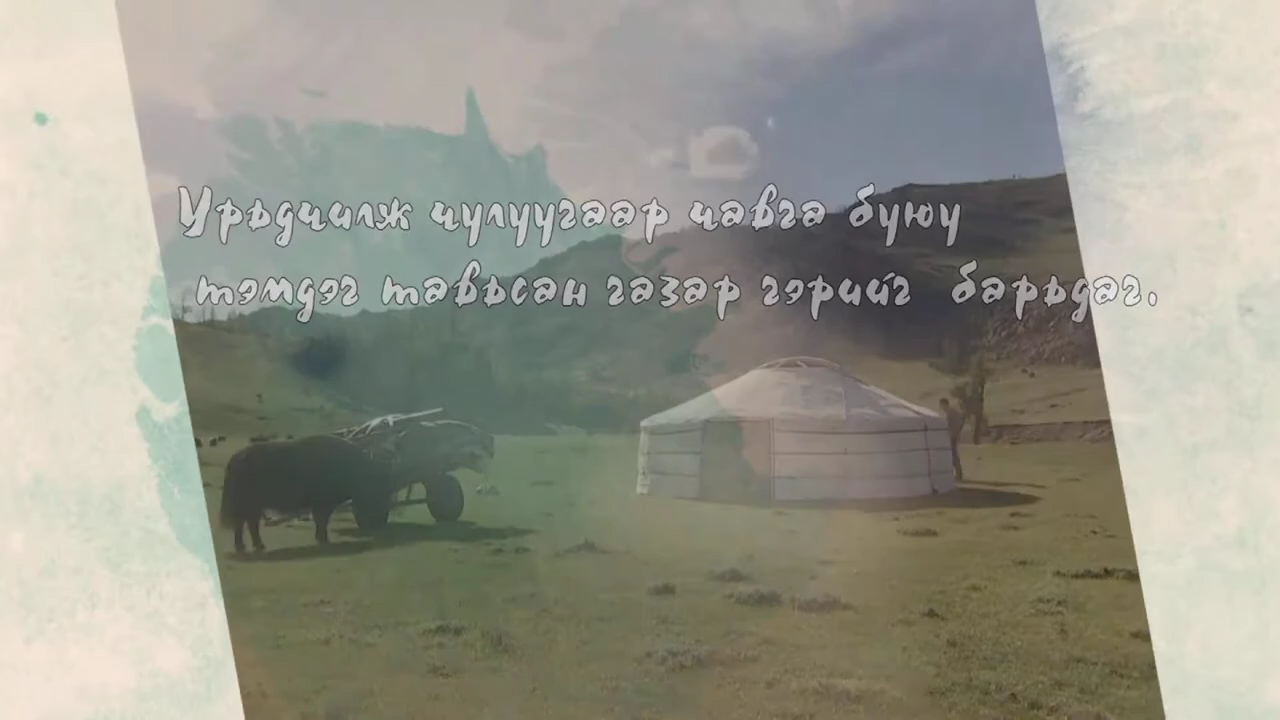 Урьдчилж чулуугаар чавга буюу
тэмдэг тавьсан газар гэрийг барьдаг.